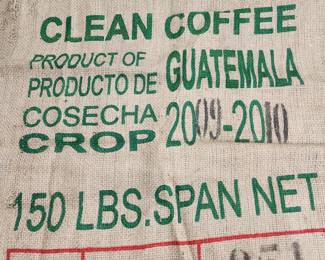 CLEAN COFFEE
PRODUCT OF
PRODUCTO DE GUATEMALA
COSECHA
CROP 2009-2010
150 LBS.SPAN NET